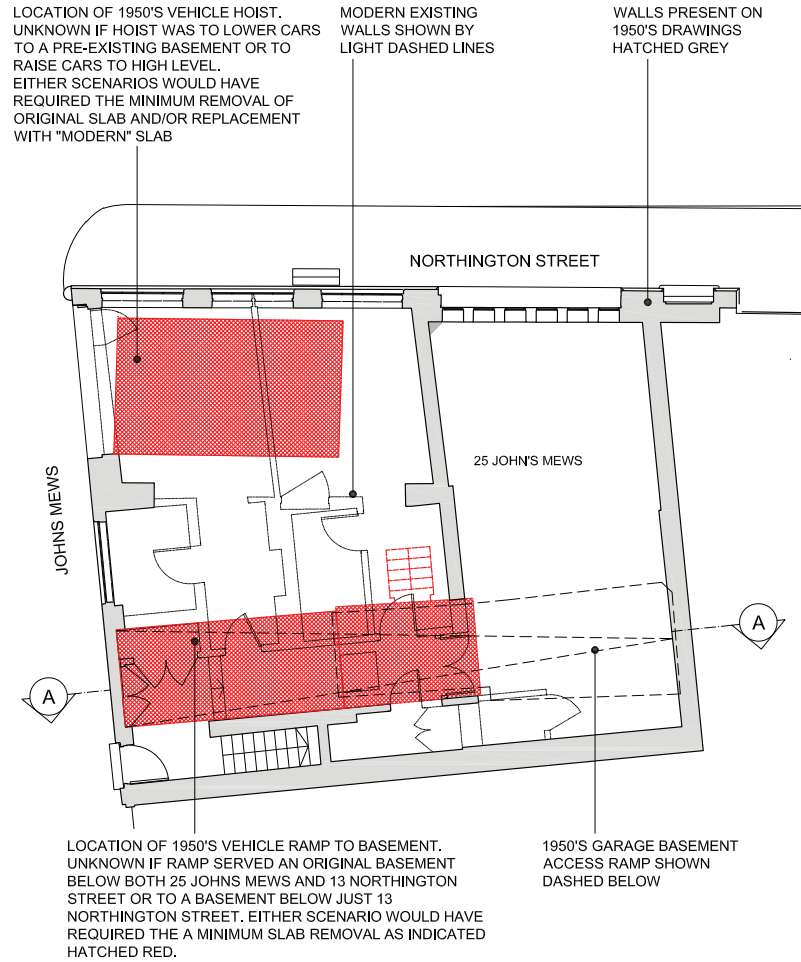 LOCATION OF 1950'S VEHICLE HOIST.
UNKNOWN IF HOIST WAS TO LOWER CARS
TO A PRE-EXISTING BASEMENT OR TO
RAISE CARS TO HIGH LEVEL.
EITHER SCENARIOS WOULD HAVE
REQUIRED THE MINIMUM REMOVAL OF
ORIGINAL SLAB AND/OR REPLACEMENT
WITH "MODERN" SLAB
MODERN EXISTING
WALLS SHOWN BY
LIGHT DASHED LINES
WALLS PRESENT ON
1950'S DRAWINGS
HATCHED GREY
NORTHINGTON STREET
25 JOHN'S MEWS
JOHNS MEWS
A
A
LOCATION OF 1950'S VEHICLE RAMP TO BASEMENT.
UNKNOWN IF RAMP SERVED AN ORIGINAL BASEMENT
BELOW BOTH 25 JOHNS MEWS AND 13 NORTHINGTON
STREET OR TO A BASEMENT BELOW JUST 13
NORTHINGTON STREET. EITHER SCENARIO WOULD HAVE
REQUIRED THE A MINIMUM SLAB REMOVAL AS INDICATED
HATCHED RED.
1950'S GARAGE BASEMENT
ACCESS RAMP SHOWN
DASHED BELOW